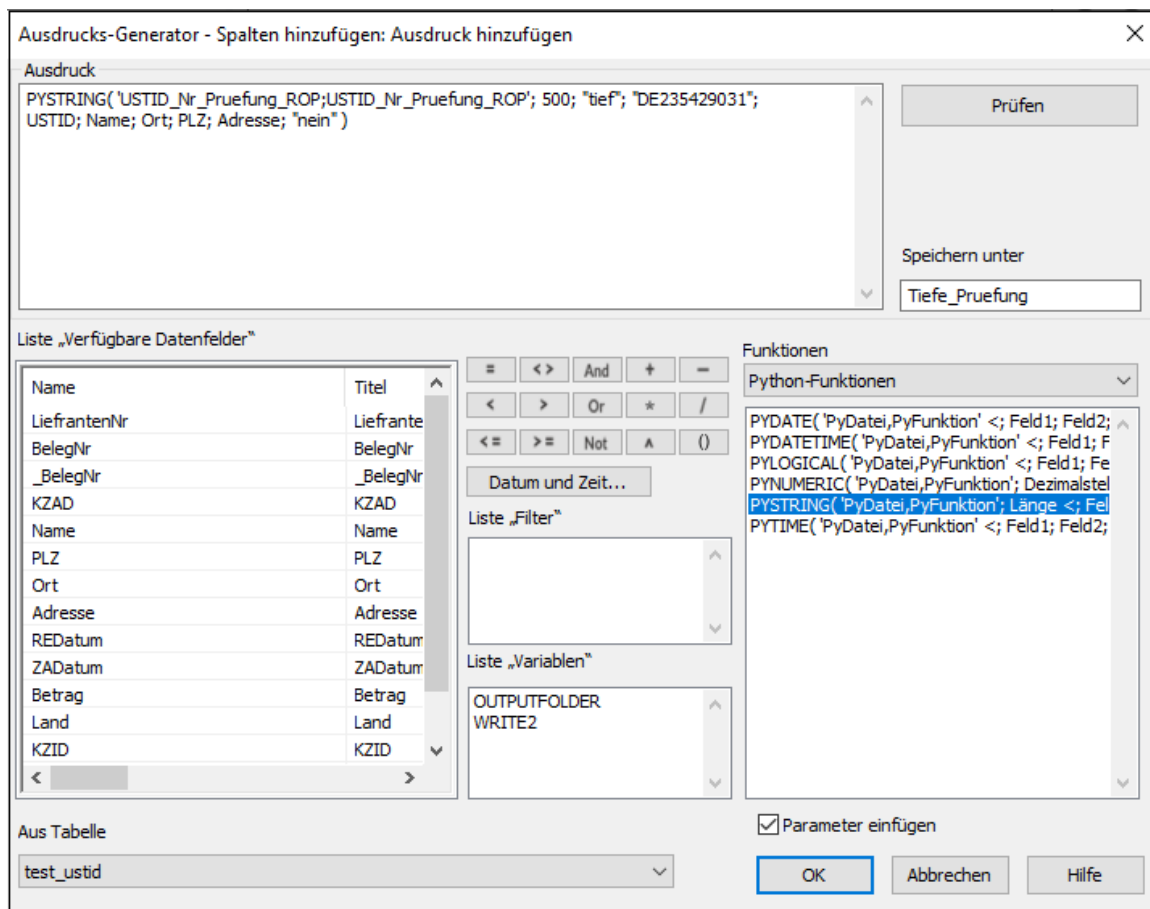 Ausdrucks-Generator - Spalten hinzufügen: Ausdruck hinzufügen
Ausdruck
PYSTRING( 'USTID_Nr_Pruefung_ROP;USTID_Nr_Pruefung_ROP'; 500; "tief"; "DE235429031";
USTID; Name; Ort; PLZ; Adresse; "nein" )
Prüfen
Speichern unter
Tiefe_Pruefung
Liste „Verfügbare Datenfelder“
Name Titel
LiefrantenNr Liefrante
BelegNr BelegNr
_BelegNr _BelegNr
KZAD KZAD
Name Name
PLZ PLZ
Ort Ort
Adresse Adresse
REDatum REDatum
ZADatum ZADatum
Betrag Betrag
Land Land
KZID KZID
= <> And + −
< > Or * /
<= >= Not ^ ()
Datum und Zeit...
Liste „Filter“
Liste „Variablen“
OUTPUTFOLDER
WRITE2
Funktionen
Python-Funktionen
PYDATE( 'PyDatei,PyFunktion' <; Feld1; Feld2;
PYDATETIME( 'PyDatei,PyFunktion' <; Feld1; F
PYLOGICAL( 'PyDatei,PyFunktion' <; Feld1; Fe
PYNUMERIC( 'PyDatei,PyFunktion'; Dezimalstel
PYSTRING( 'PyDatei,PyFunktion'; Länge <; Fel
PYTIME( 'PyDatei,PyFunktion' <; Feld1; Feld2;
Parameter einfügen
Aus Tabelle
test_ustid
OK Abbrechen Hilfe